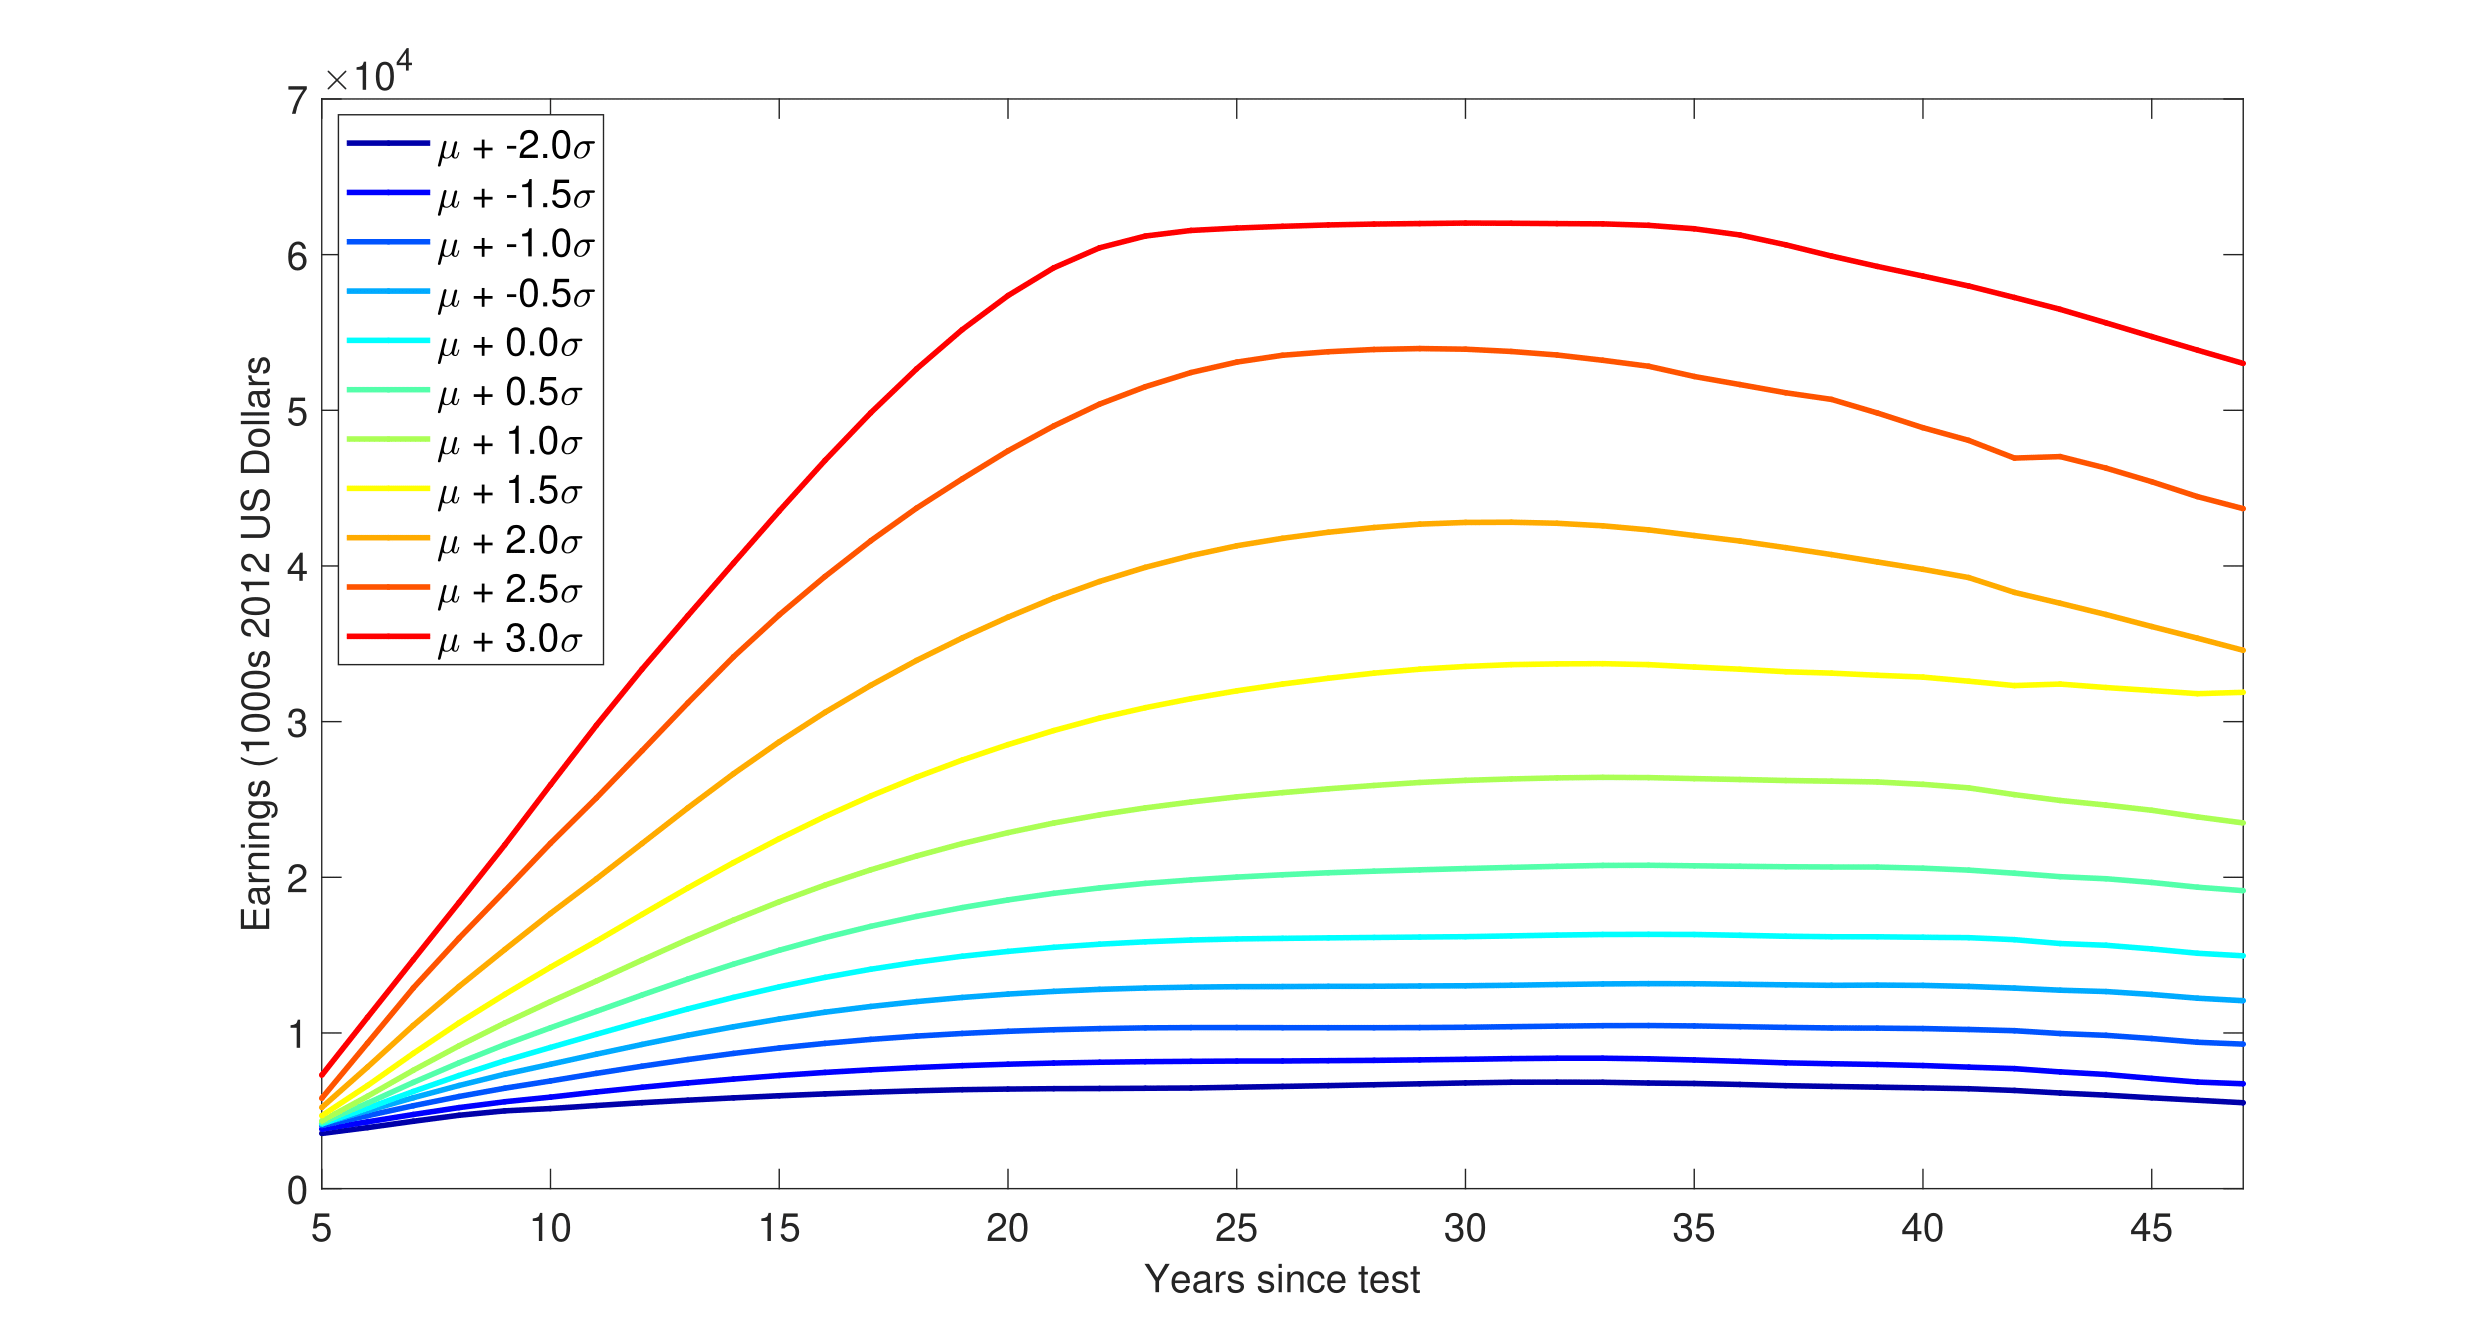 ×10⁴
7
6
5
4
3
2
1
0
μ + -2.0σ
μ + -1.5σ
μ + -1.0σ
μ + -0.5σ
μ + 0.0σ
μ + 0.5σ
μ + 1.0σ
μ + 1.5σ
μ + 2.0σ
μ + 2.5σ
μ + 3.0σ
Earnings (1000s 2012 US Dollars
5 10 15 20 25 30 35 40 45
Years since test